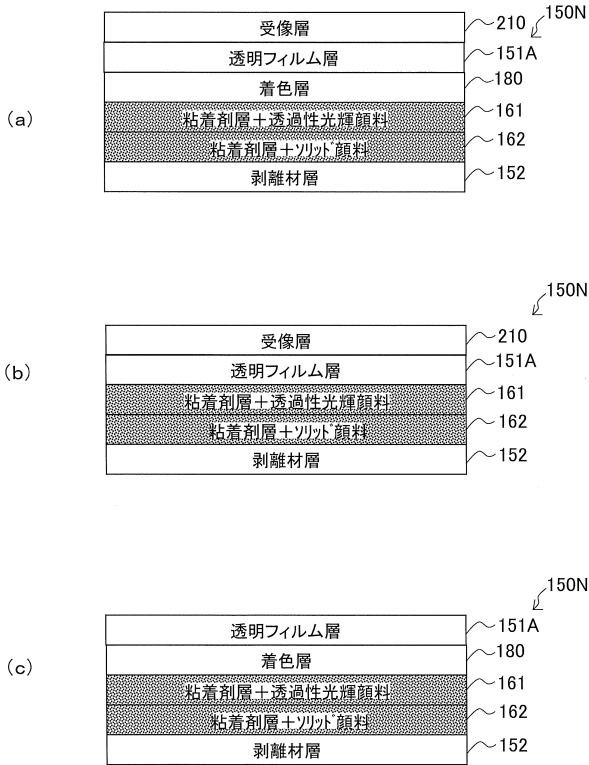 150N
受像層 210
透明フィルム層 151A
着色層 180
(a) 粘着剤層＋透過性光輝顔料 161
粘着剤層＋ｿﾘｯﾄﾞ顔料 162
剥離材層 152
150N
受像層 210
(b) 透明フィルム層 151A
粘着剤層＋透過性光輝顔料 161
粘着剤層＋ｿﾘｯﾄﾞ顔料 162
剥離材層 152
150N
透明フィルム層 151A
(c) 着色層 180
粘着剤層＋透過性光輝顔料 161
粘着剤層＋ｿﾘｯﾄﾞ顔料 162
剥離材層 152